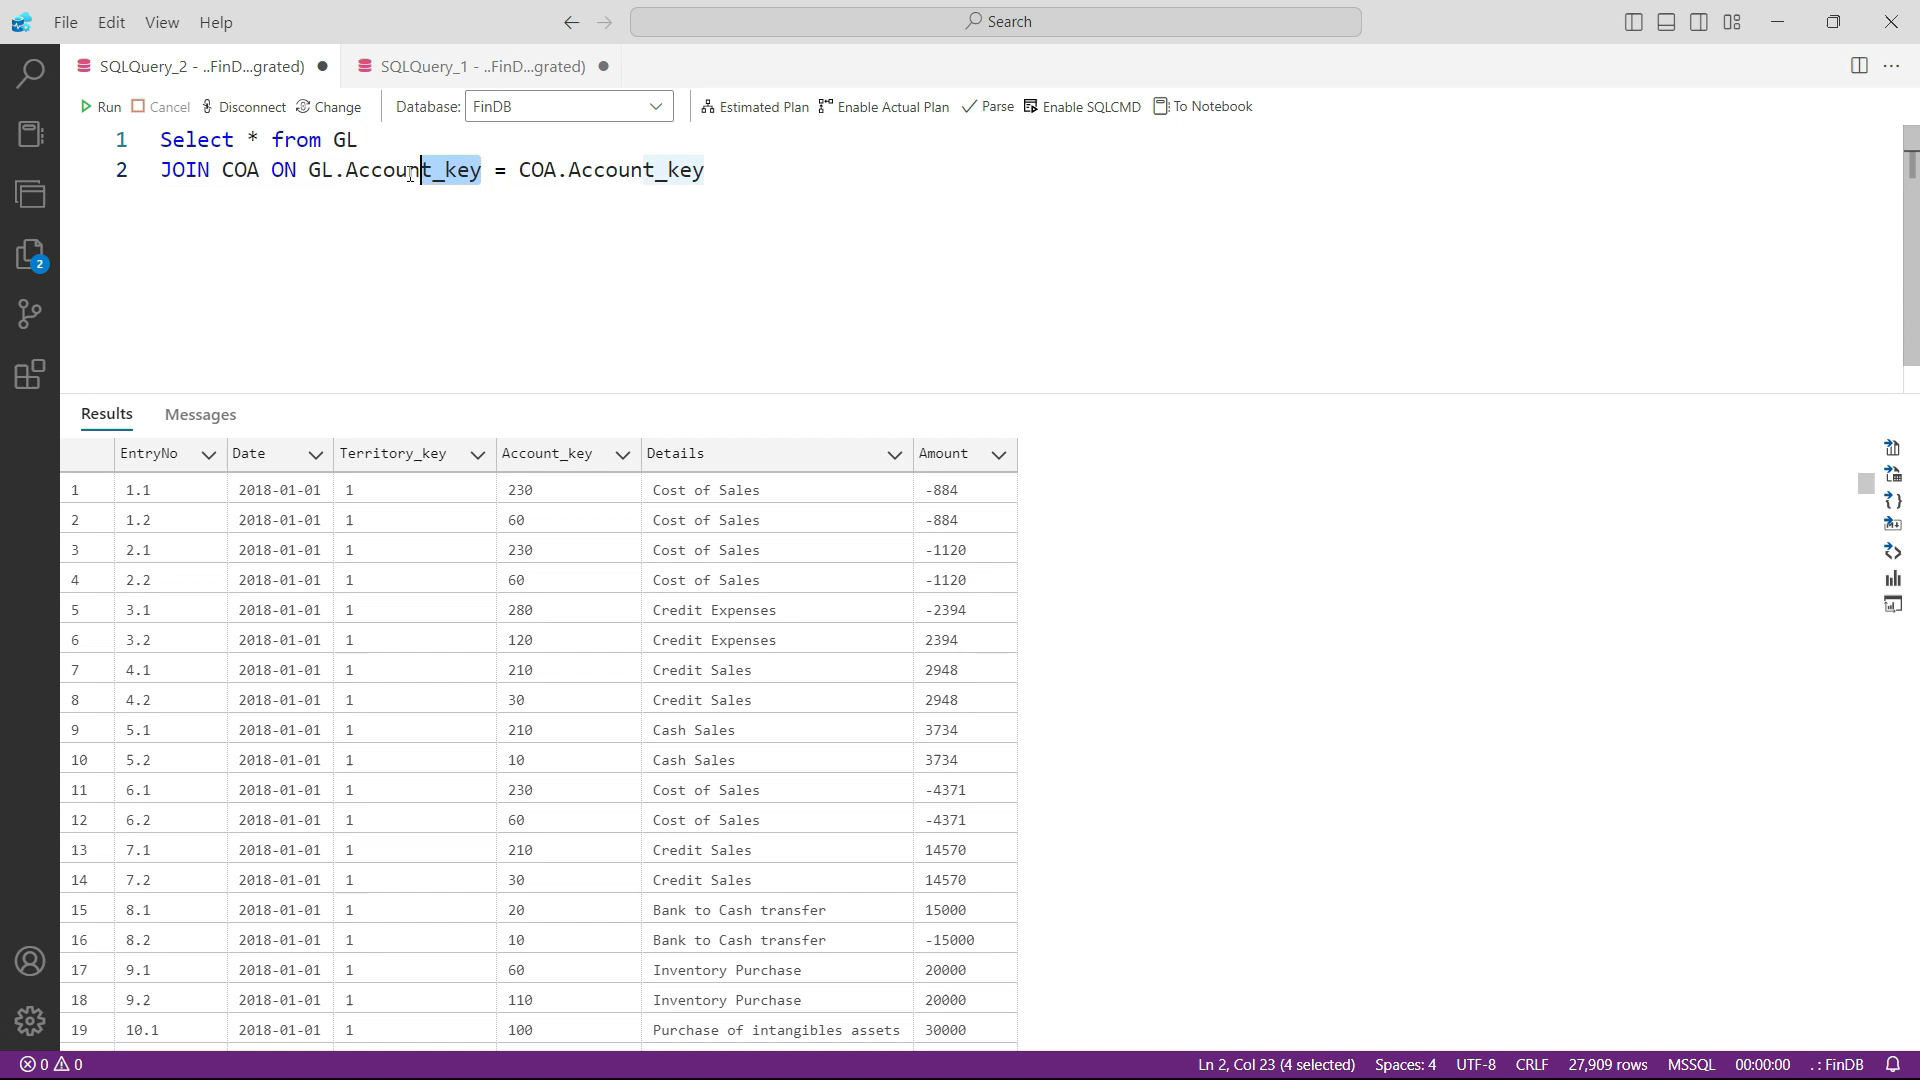 File Edit View Help Search
SQLQuery_2 - ..FinD...grated) SQLQuery_1 - ..FinD...grated)
Run Cancel Disconnect Change Database: FinDB Estimated Plan Enable Actual Plan Parse Enable SQLCMD To Notebook
1 Select * from GL
2 JOIN COA ON GL.Account_key = COA.Account_key
2
Results Messages
EntryNo Date Territory_key Account_key Details Amount
1 1.1 2018-01-01 1 230 Cost of Sales -884
2 1.2 2018-01-01 1 60 Cost of Sales -884
3 2.1 2018-01-01 1 230 Cost of Sales -1120
4 2.2 2018-01-01 1 60 Cost of Sales -1120
5 3.1 2018-01-01 1 280 Credit Expenses -2394
6 3.2 2018-01-01 1 120 Credit Expenses 2394
7 4.1 2018-01-01 1 210 Credit Sales 2948
8 4.2 2018-01-01 1 30 Credit Sales 2948
9 5.1 2018-01-01 1 210 Cash Sales 3734
10 5.2 2018-01-01 1 10 Cash Sales 3734
11 6.1 2018-01-01 1 230 Cost of Sales -4371
12 6.2 2018-01-01 1 60 Cost of Sales -4371
13 7.1 2018-01-01 1 210 Credit Sales 14570
14 7.2 2018-01-01 1 30 Credit Sales 14570
15 8.1 2018-01-01 1 20 Bank to Cash transfer 15000
16 8.2 2018-01-01 1 10 Bank to Cash transfer -15000
17 9.1 2018-01-01 1 60 Inventory Purchase 20000
18 9.2 2018-01-01 1 110 Inventory Purchase 20000
19 10.1 2018-01-01 1 100 Purchase of intangibles assets 30000
0 0 Ln 2, Col 23 (4 selected) Spaces: 4 UTF-8 CRLF 27,909 rows MSSQL 00:00:00 . : FinDB